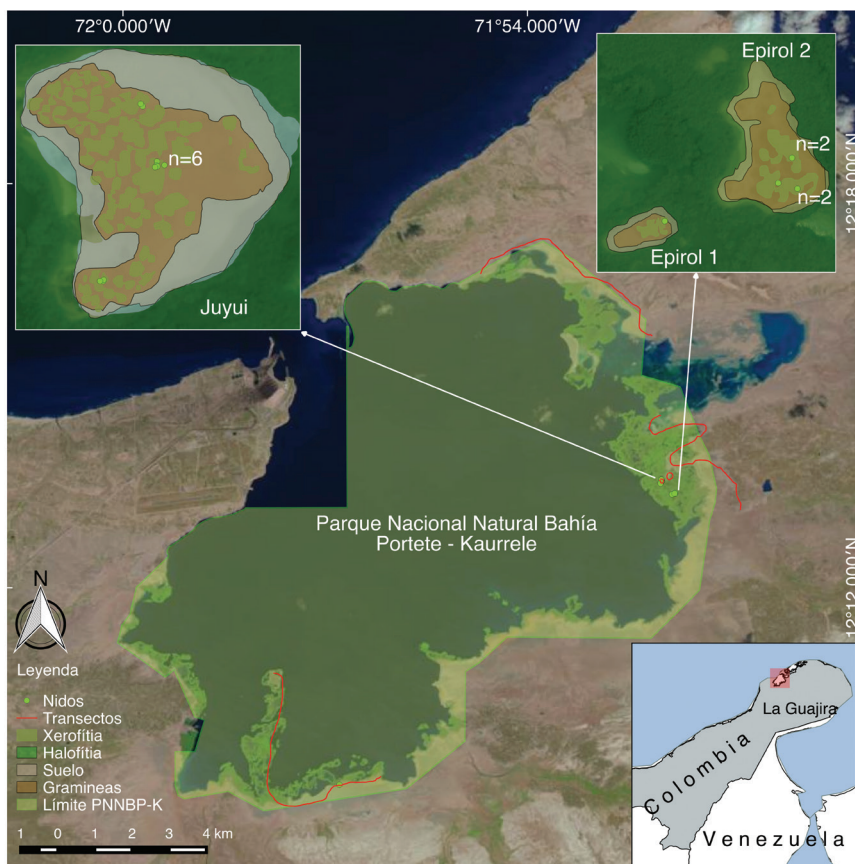 72°0.000′W
71°54.000′W
Epirol 2
n=2
n=6
n=2
12°18.000′N
Epirol 1
Juyui
Parque Nacional Natural Bahía
Portete - Kaurrele
12°12.000′N
N
Leyenda
Nidos
Transectos
Xerofítia
Halofítia
Suelo
Gramineas
Límite PNNBP-K
1 0 1 2 3 4 km
La Guajira
Colombia
Venezuela